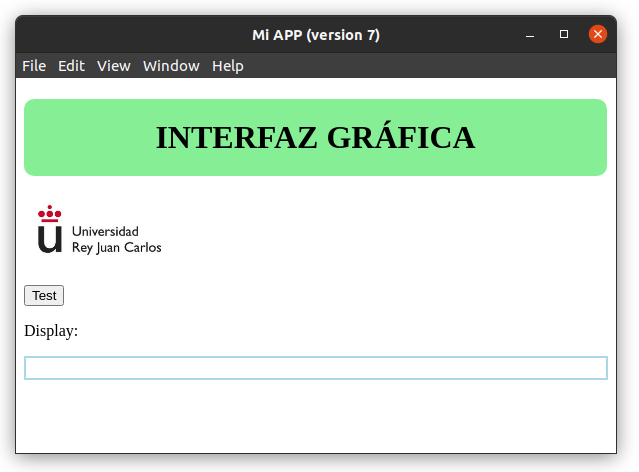 Mi APP (version 7)
File Edit View Window Help
INTERFAZ GRÁFICA
Universidad
Rey Juan Carlos
Test
Display: